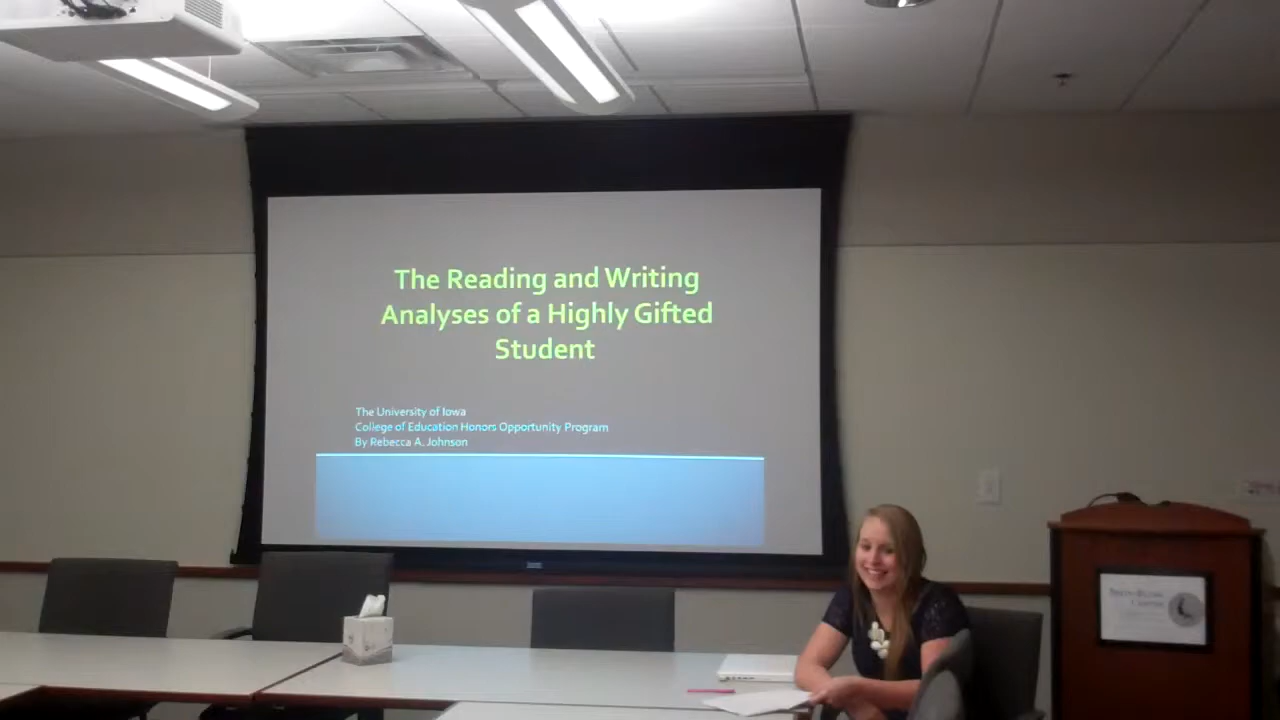 The Reading and Writing
Analyses of a Highly Gifted
Student
The University of Iowa
College of Education Honors Opportunity Program
By Rebecca A. Johnson